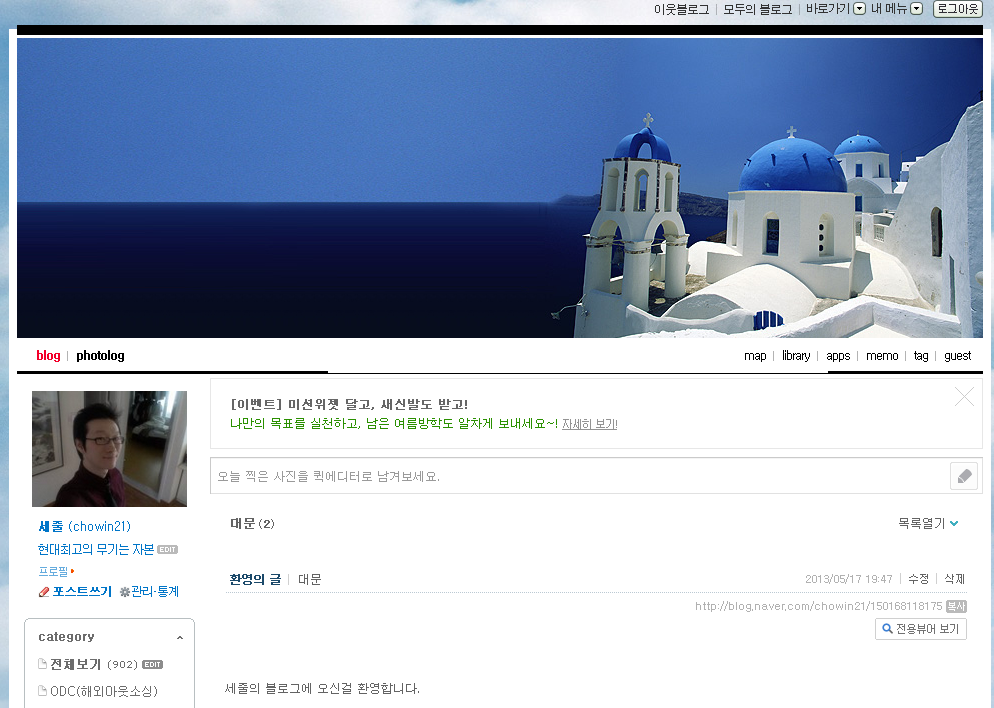 이웃블로그 | 모두의 블로그 | 바로가기 내 메뉴 로그아웃
blog | photolog
map | library | apps | memo | tag | guest
[이벤트] 미션위젯 달고, 새신발도 받고!
나만의 목표를 실천하고, 남은 여름방학도 알차게 보내세요~! 자세히 보기!
오늘 찍은 사진을 퀵에디터로 남겨보세요.
세줄 (chowin21)
현대최고의 무기는 자본 EDIT
프로필
포스트쓰기 관리·통계
category
전체보기 (902) EDIT
ODC(해외아웃소싱)
대문 (2)
목록열기
환영의 글 | 대문
2013/05/17 19:47 | 수정 | 삭제
http://blog.naver.com/chowin21/150168118175 복사
전용뷰어 보기
세줄의 블로그에 오신걸 환영합니다.